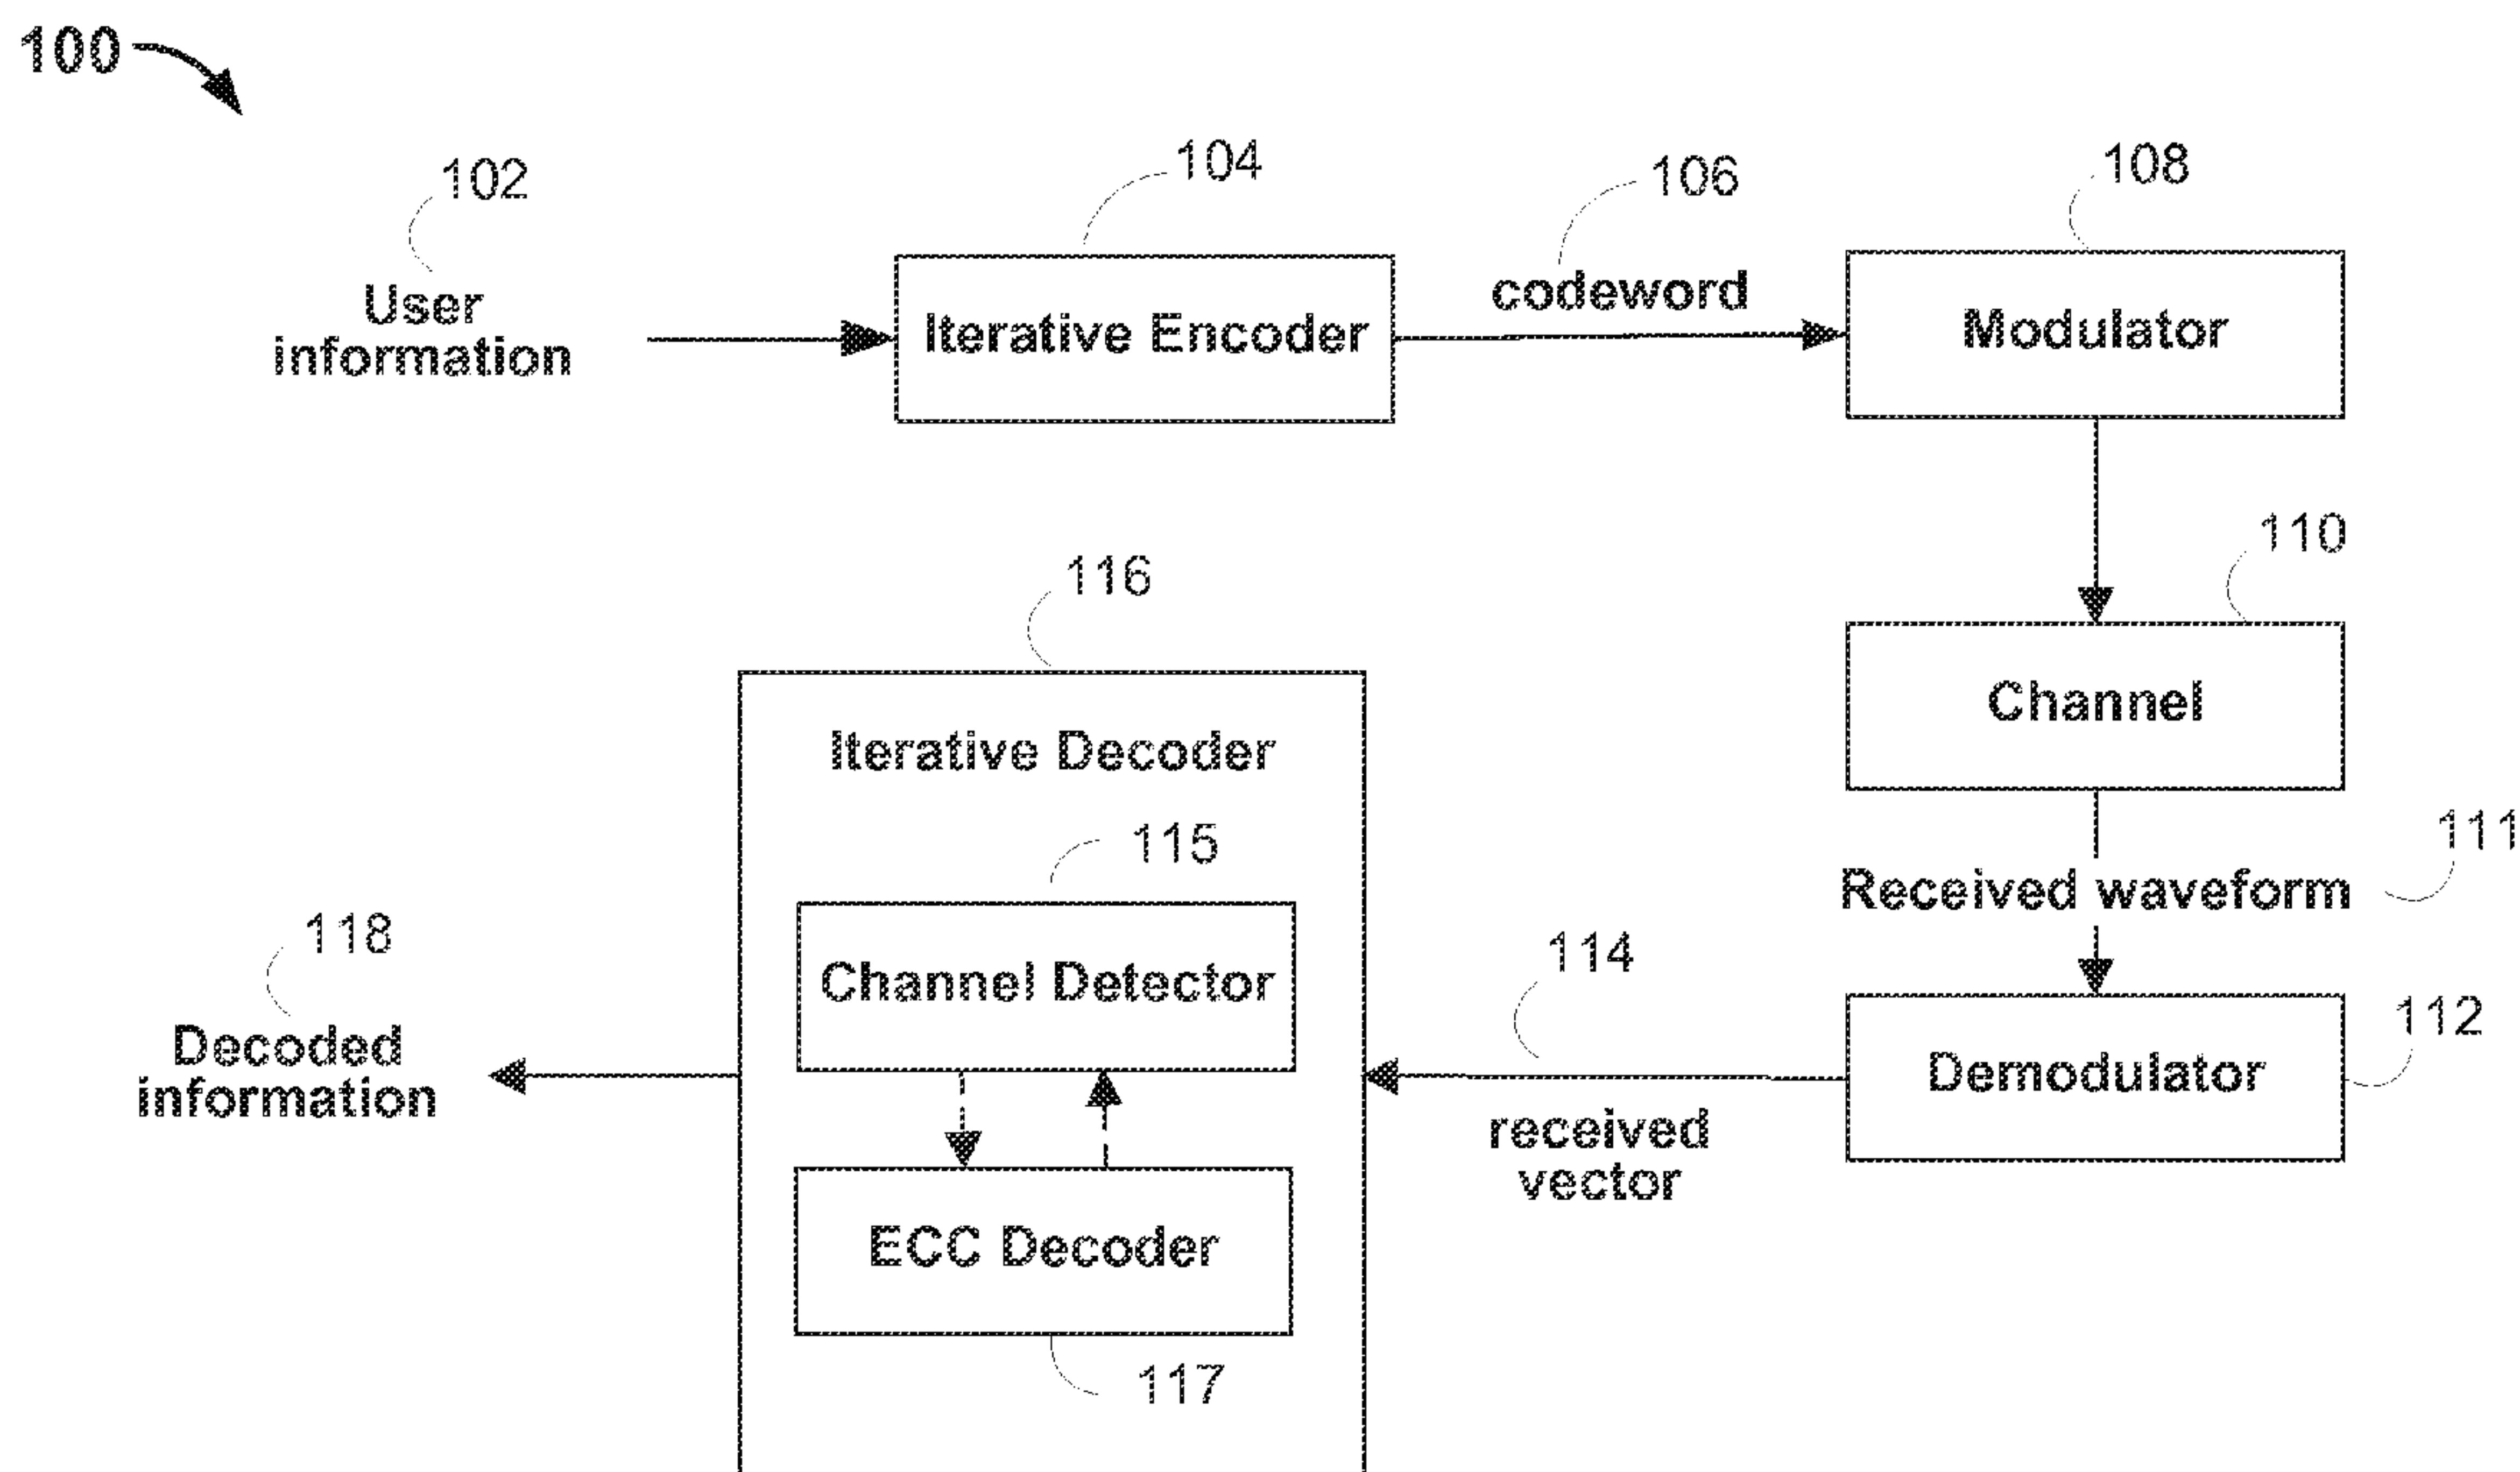 100
102
104
106
108
User
information
Iterative Encoder
codeword
Modulator
110
116
Channel
Iterative Decoder
111
115
Received waveform
118
114
Channel Detector
112
Decoded
information
Demodulator
received
vector
ECC Decoder
117